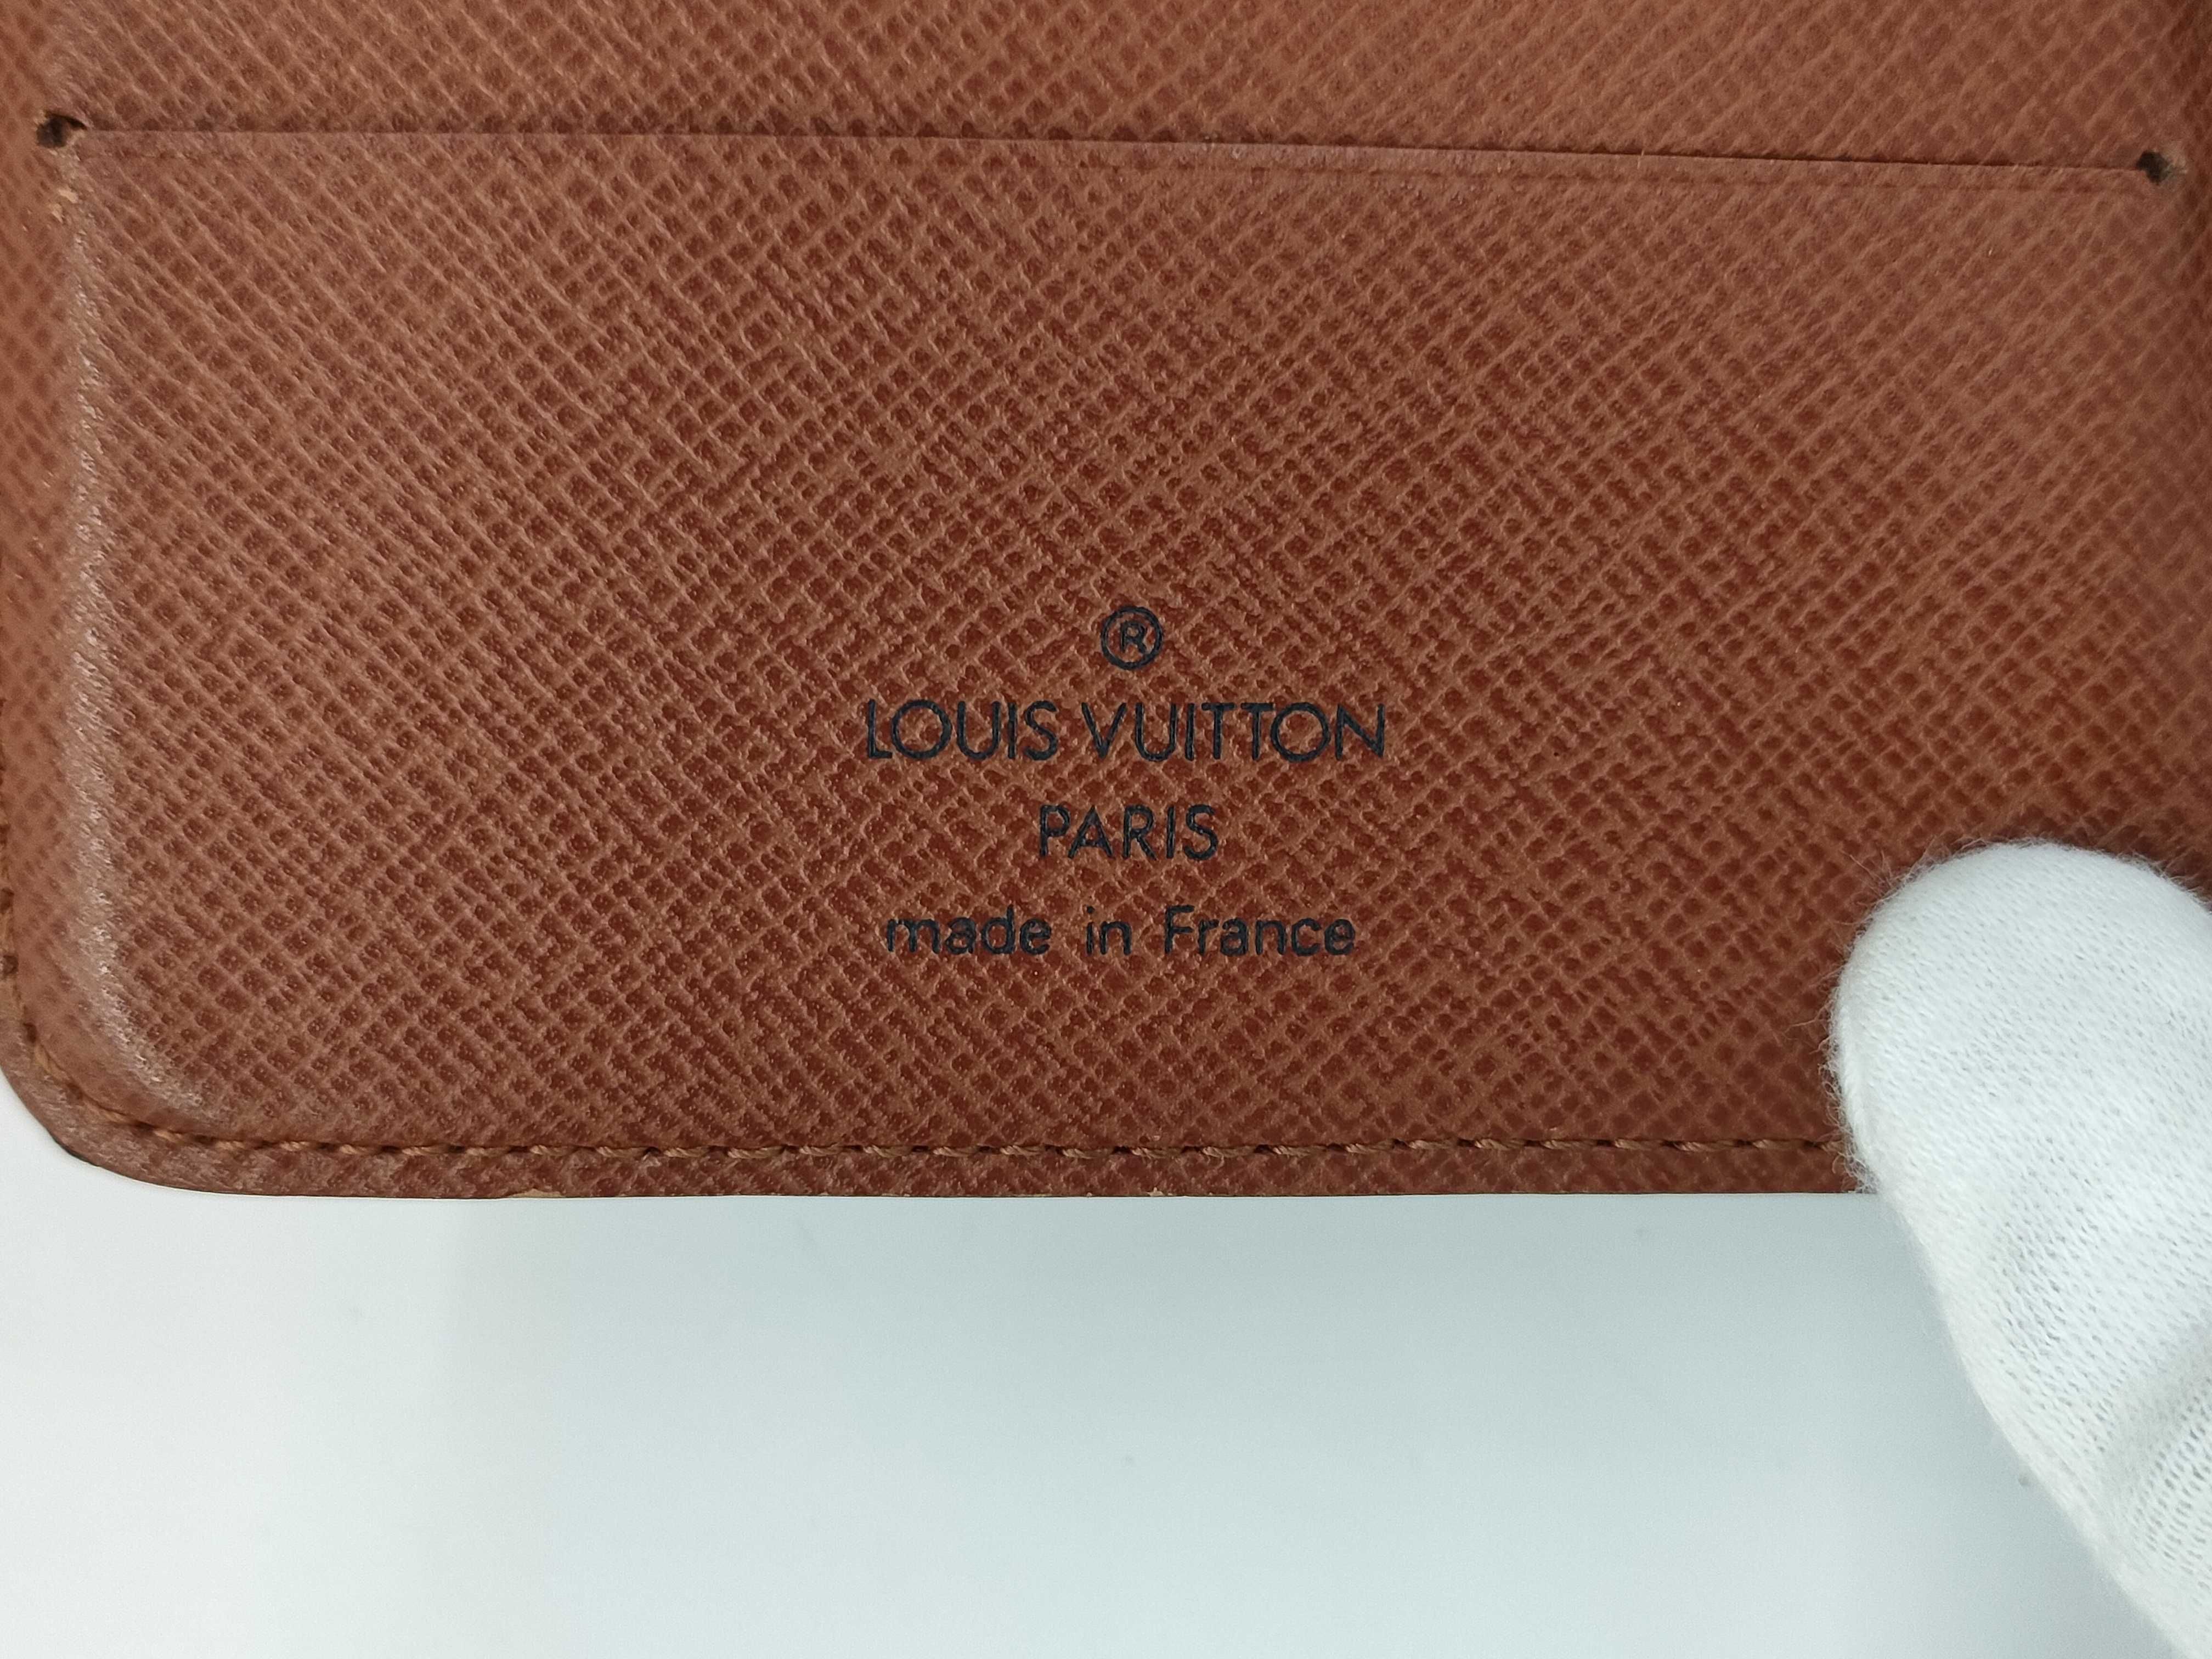 ®
LOUIS VUITTON
PARIS
made in France